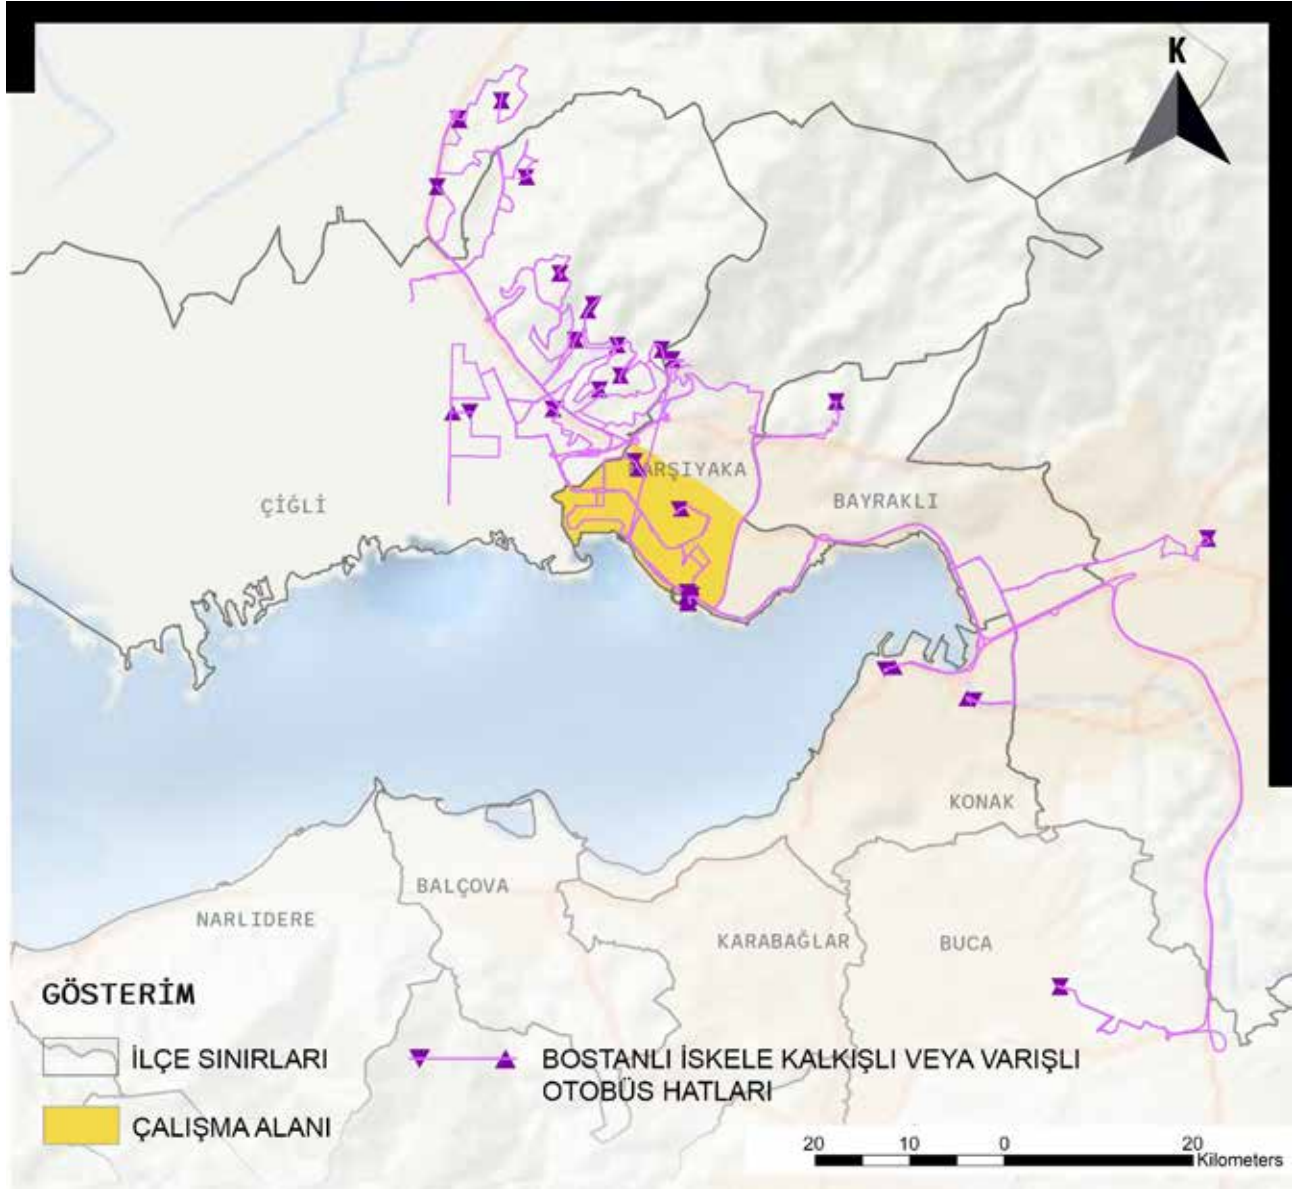 K
KARŞIYAKA
ÇİĞLİ
BAYRAKLI
KONAK
BALÇOVA
NARLIDERE
KARABAĞLAR
BUCA
GÖSTERİM
İLÇE SINIRLARI
BOSTANLI İSKELE KALKIŞLI VEYA VARIŞLI
OTOBÜS HATLARI
ÇALIŞMA ALANI
20 10 0 20
Kilometers